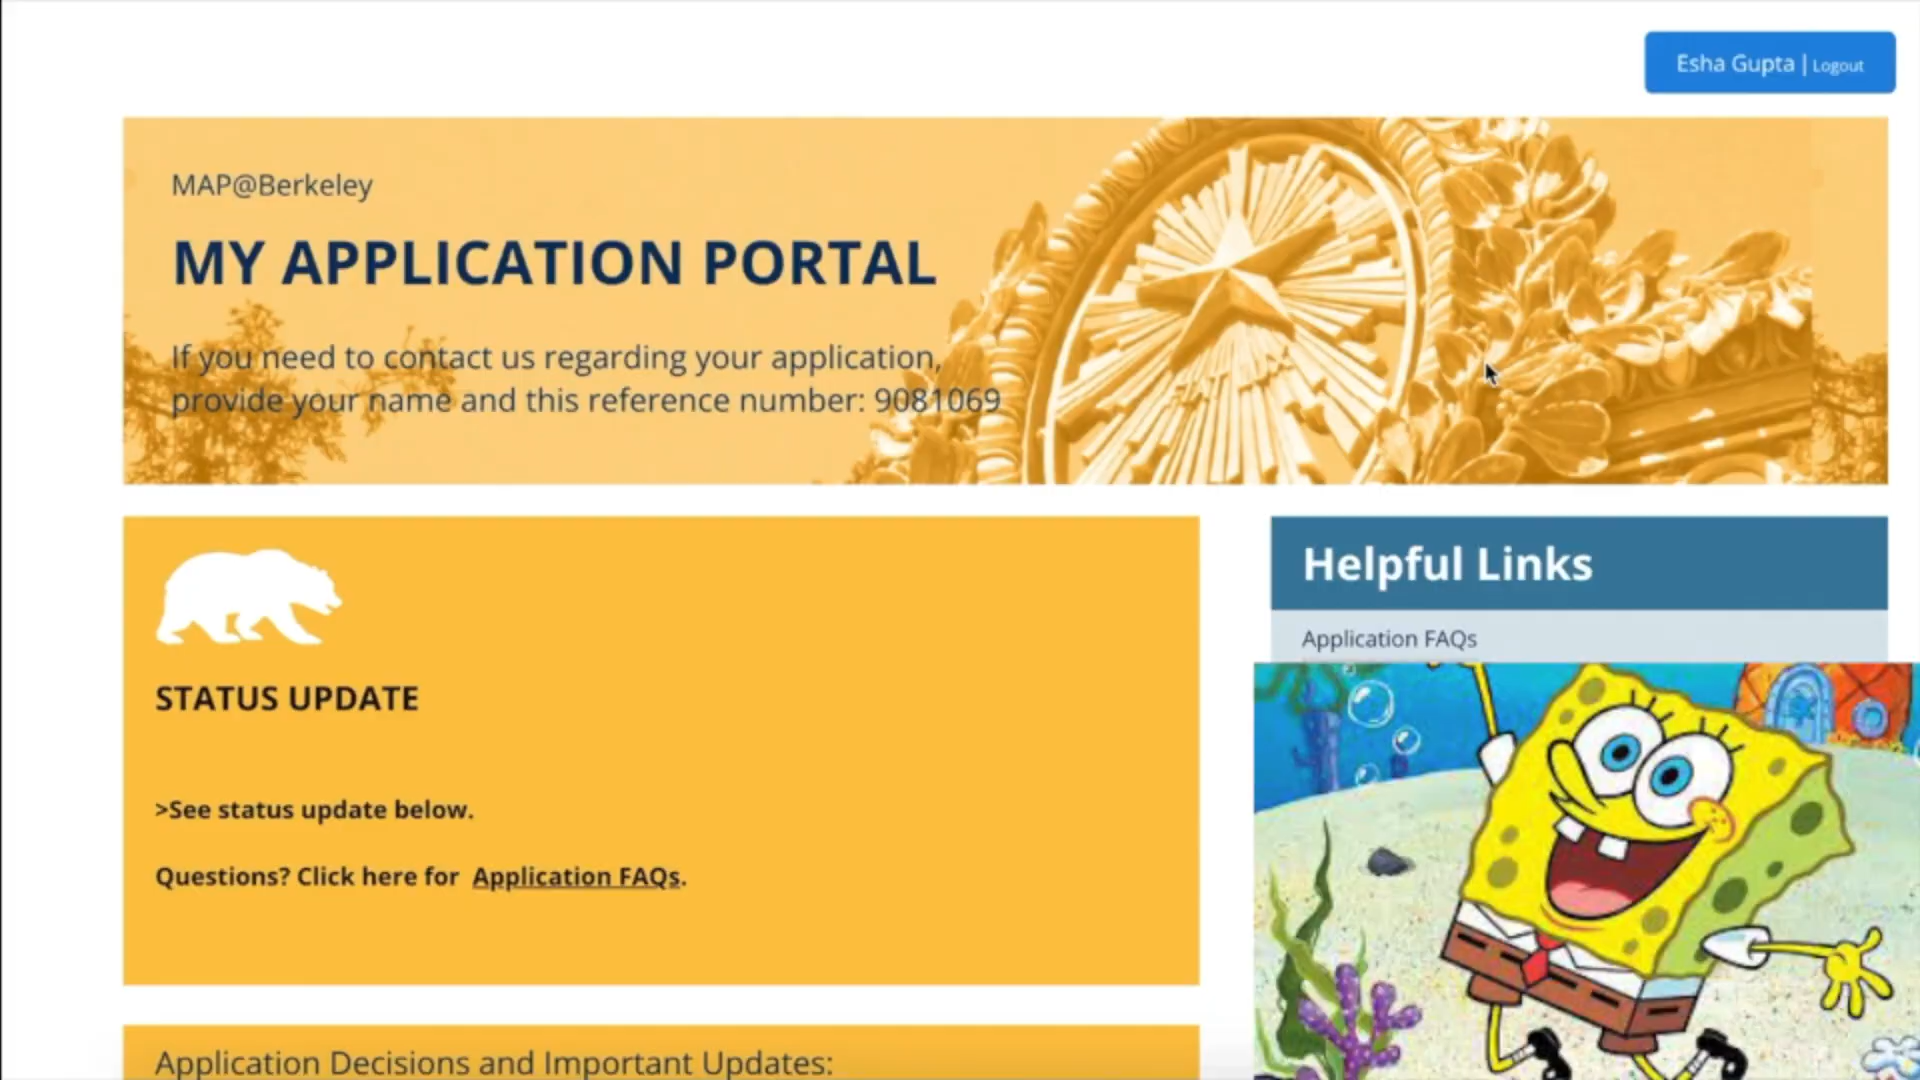 Esha Gupta | Logout
MAP@Berkeley
MY APPLICATION PORTAL
If you need to contact us regarding your application,
provide your name and this reference number: 9081069
STATUS UPDATE
>See status update below.
Questions? Click here for Application FAQs.
Helpful Links
Application FAQs
Application Decisions and Important Updates: